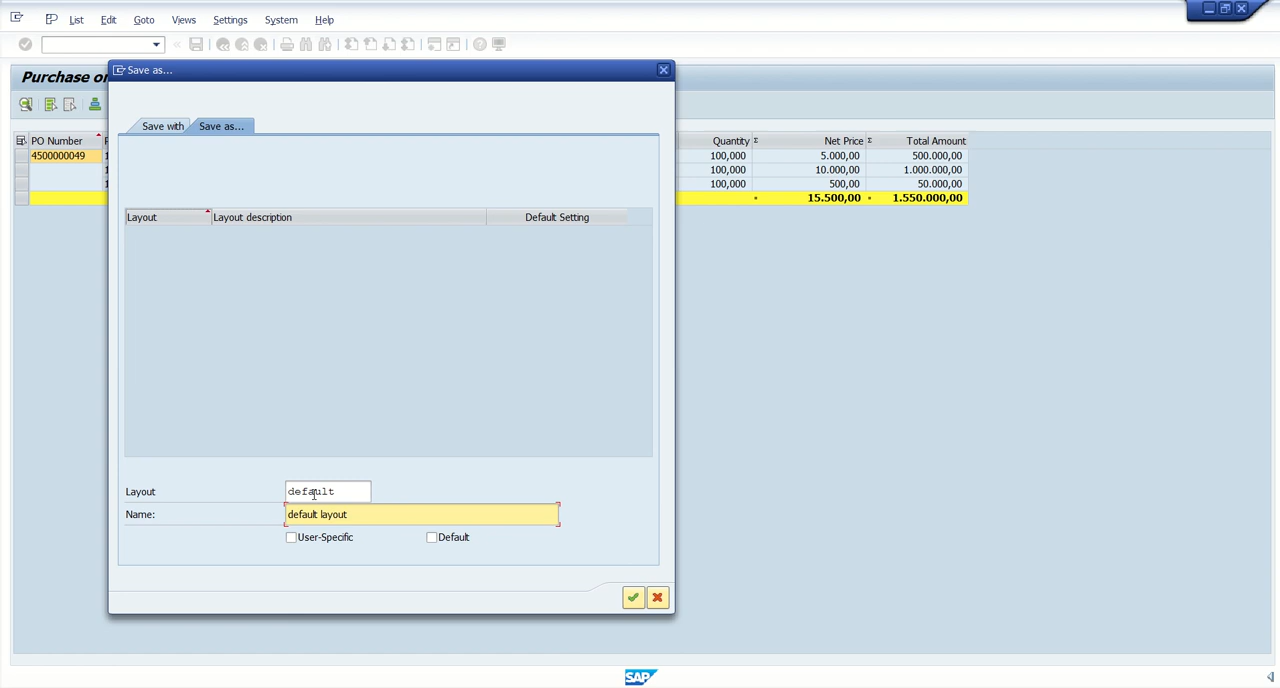 List Edit Goto Views Settings System Help
Purchase or
Save as...
Save with Save as...
PO Number P Quantity Σ Net Price Σ Total Amount
4500000049 1 100,000 5.000,00 500.000,00
1 100,000 10.000,00 1.000.000,00
1 100,000 500,00 50.000,00
▪ 15.500,00 ▪ 1.550.000,00
Layout Layout description Default Setting
Layout default
Name: default layout
User-Specific Default
SAP